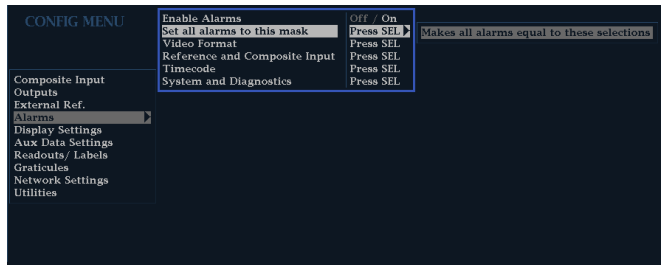 CONFIG MENU
Enable Alarms Off / On
Set all alarms to this mask Press SEL
Video Format Press SEL
Reference and Composite Input Press SEL
Timecode Press SEL
System and Diagnostics Press SEL
Makes all alarms equal to these selections
Composite Input
Outputs
External Ref.
Alarms
Display Settings
Aux Data Settings
Readouts/ Labels
Graticules
Network Settings
Utilities